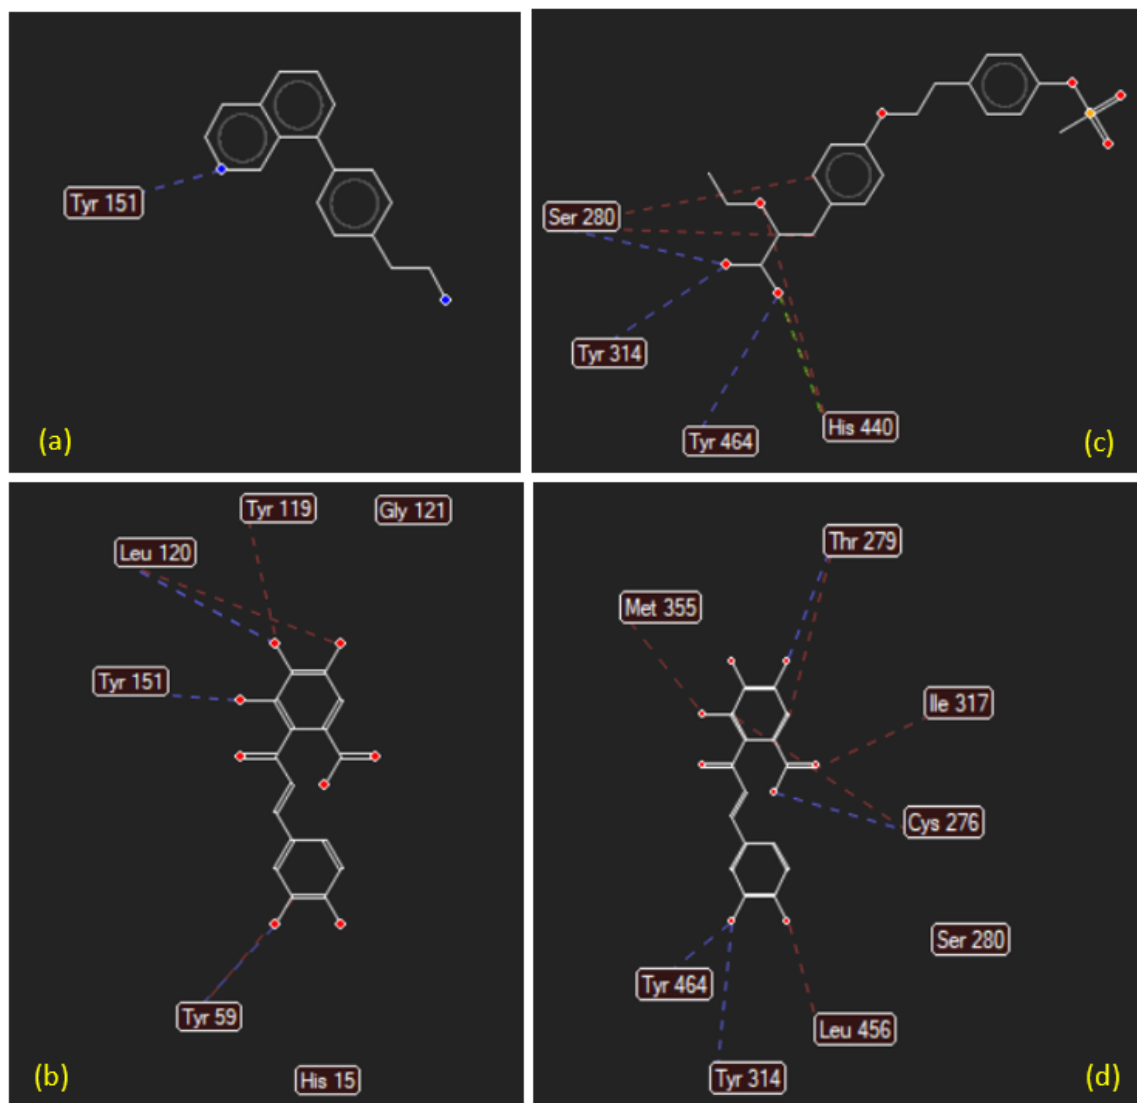 Tyr 151
(a)
Ser 280
Tyr 314
Tyr 464
His 440
(c)
Tyr 119
Gly 121
Leu 120
Tyr 151
Tyr 59
His 15
(b)
Thr 279
Met 355
Ile 317
Cys 276
Ser 280
Tyr 464
Leu 456
Tyr 314
(d)